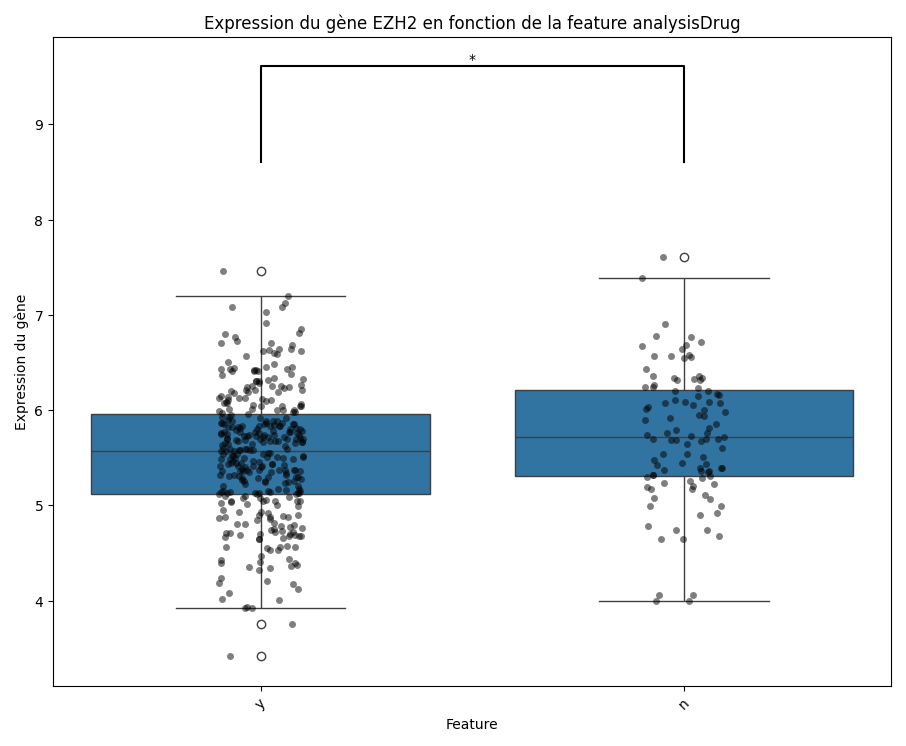 Expression du gène EZH2 en fonction de la feature analysisDrug
*
9
8
7
6
5
4
Expression du gène
y
n
Feature